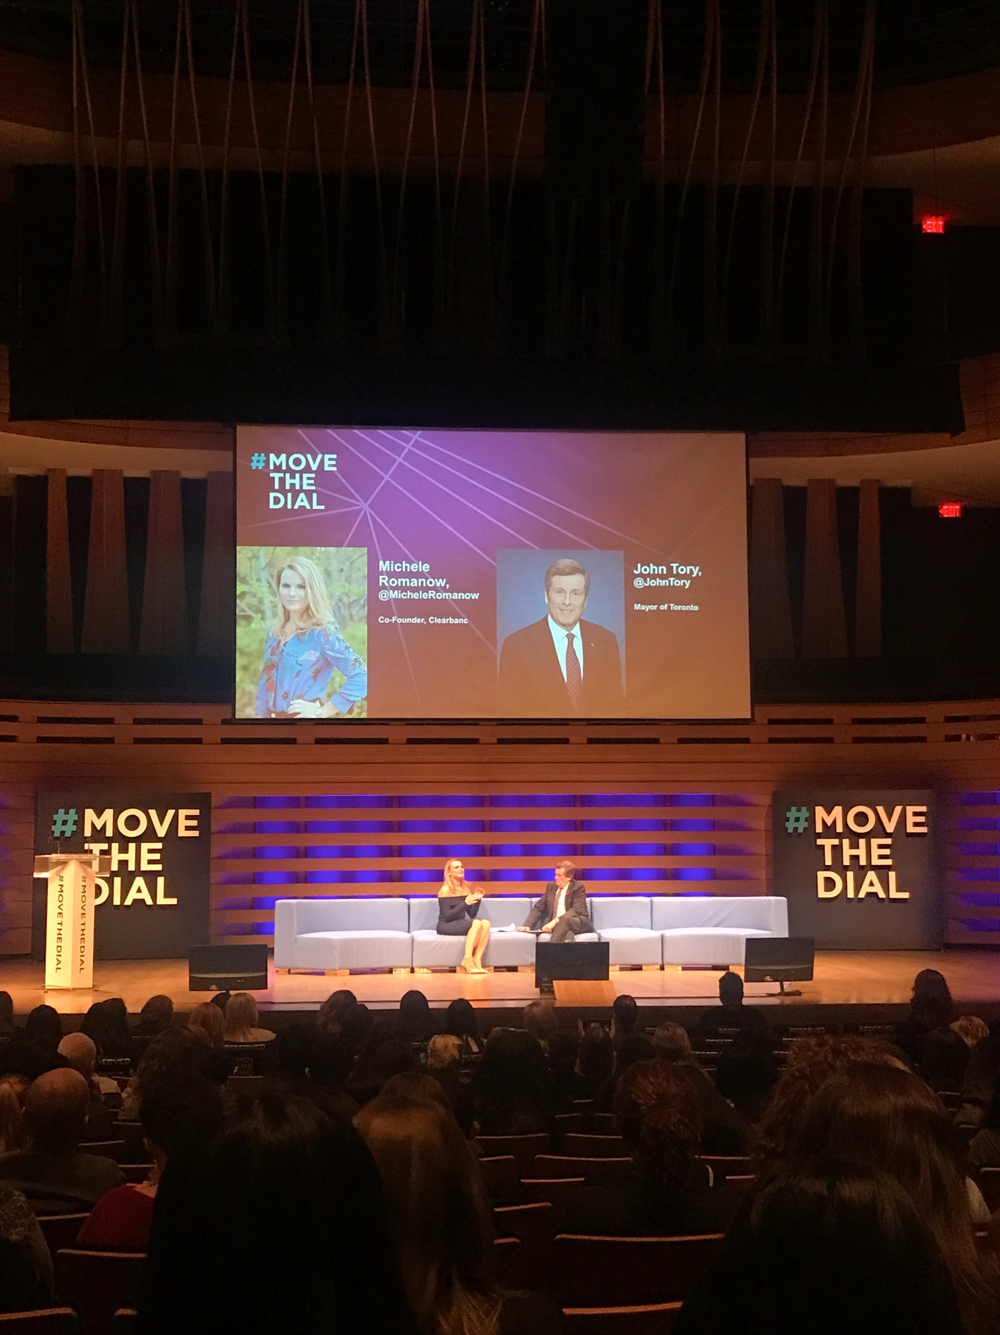 EXIT
#MOVE
THE
DIAL
Michele
Romanow,
@MicheleRomanow
Co-Founder, Clearbanc
John Tory,
@JohnTory
Mayor of Toronto
EXIT
#MOVE
THE
DIAL
#MOVETHEDIAL
#MOVETHEDIAL
#MOVE
THE
DIAL